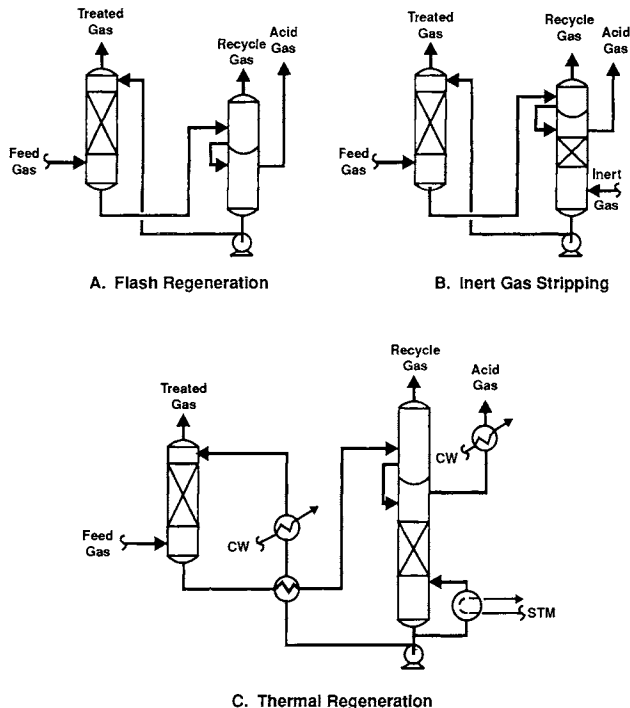 Treated
Gas
Recycle
Gas
Acid
Gas
Feed
Gas
A. Flash Regeneration
Treated
Gas
Recycle
Gas
Acid
Gas
Feed
Gas
Inert
Gas
B. Inert Gas Stripping
Recycle
Gas
Acid
Gas
Treated
Gas
CW
Feed
Gas
CW
STM
C. Thermal Regeneration